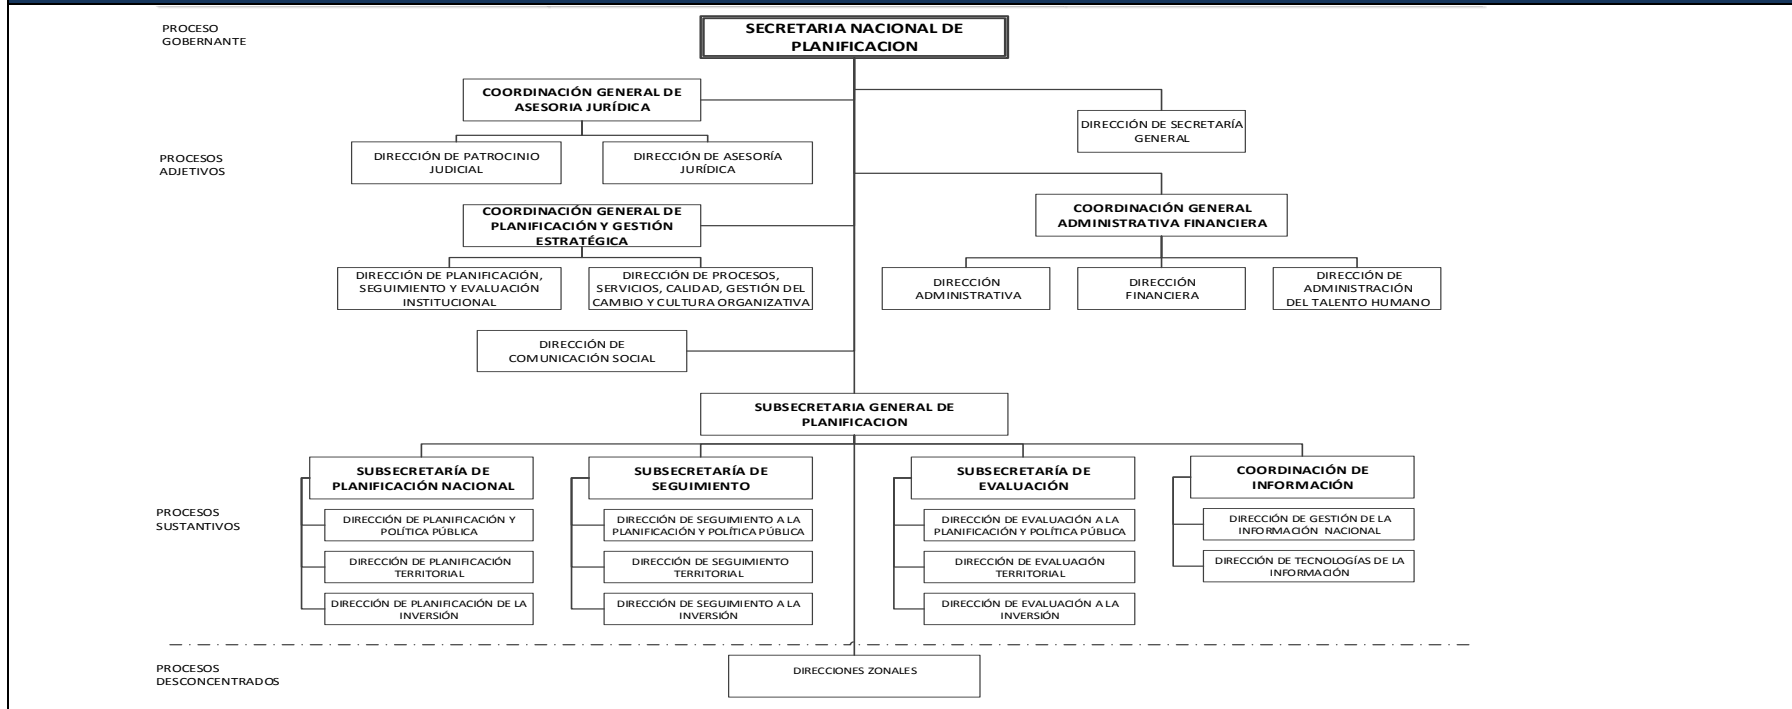 PROCESO
GOBERNANTE
SECRETARIA NACIONAL DE
PLANIFICACION
COORDINACIÓN GENERAL DE
ASESORIA JURÍDICA
DIRECCIÓN DE SECRETARÍA
GENERAL
PROCESOS
ADJETIVOS
DIRECCIÓN DE PATROCINIO
JUDICIAL
DIRECCIÓN DE ASESORÍA
JURÍDICA
COORDINACIÓN GENERAL DE
PLANIFICACIÓN Y GESTIÓN
ESTRATÉGICA
COORDINACIÓN GENERAL
ADMINISTRATIVA FINANCIERA
DIRECCIÓN DE PLANIFICACIÓN,
SEGUIMIENTO Y EVALUACIÓN
INSTITUCIONAL
DIRECCIÓN DE PROCESOS,
SERVICIOS, CALIDAD, GESTIÓN DEL
CAMBIO Y CULTURA ORGANIZATIVA
DIRECCIÓN
ADMINISTRATIVA
DIRECCIÓN
FINANCIERA
DIRECCIÓN DE
ADMINISTRACIÓN
DEL TALENTO HUMANO
DIRECCIÓN DE
COMUNICACIÓN SOCIAL
SUBSECRETARIA GENERAL DE
PLANIFICACION
PROCESOS
SUSTANTIVOS
SUBSECRETARÍA DE
PLANIFICACIÓN NACIONAL
DIRECCIÓN DE PLANIFICACIÓN Y
POLÍTICA PÚBLICA
DIRECCIÓN DE PLANIFICACIÓN
TERRITORIAL
DIRECCIÓN DE PLANIFICACIÓN DE LA
INVERSIÓN
SUBSECRETARÍA DE
SEGUIMIENTO
DIRECCIÓN DE SEGUIMIENTO A LA
PLANIFICACIÓN Y POLÍTICA PÚBLICA
DIRECCIÓN DE SEGUIMIENTO
TERRITORIAL
DIRECCIÓN DE SEGUIMIENTO A LA
INVERSIÓN
SUBSECRETARÍA DE
EVALUACIÓN
DIRECCIÓN DE EVALUACIÓN A LA
PLANIFICACIÓN Y POLÍTICA PÚBLICA
DIRECCIÓN DE EVALUACIÓN
TERRITORIAL
DIRECCIÓN DE EVALUACIÓN A LA
INVERSIÓN
COORDINACIÓN DE
INFORMACIÓN
DIRECCIÓN DE GESTIÓN DE LA
INFORMACIÓN NACIONAL
DIRECCIÓN DE TECNOLOGÍAS DE LA
INFORMACIÓN
PROCESOS
DESCONCENTRADOS
DIRECCIONES ZONALES